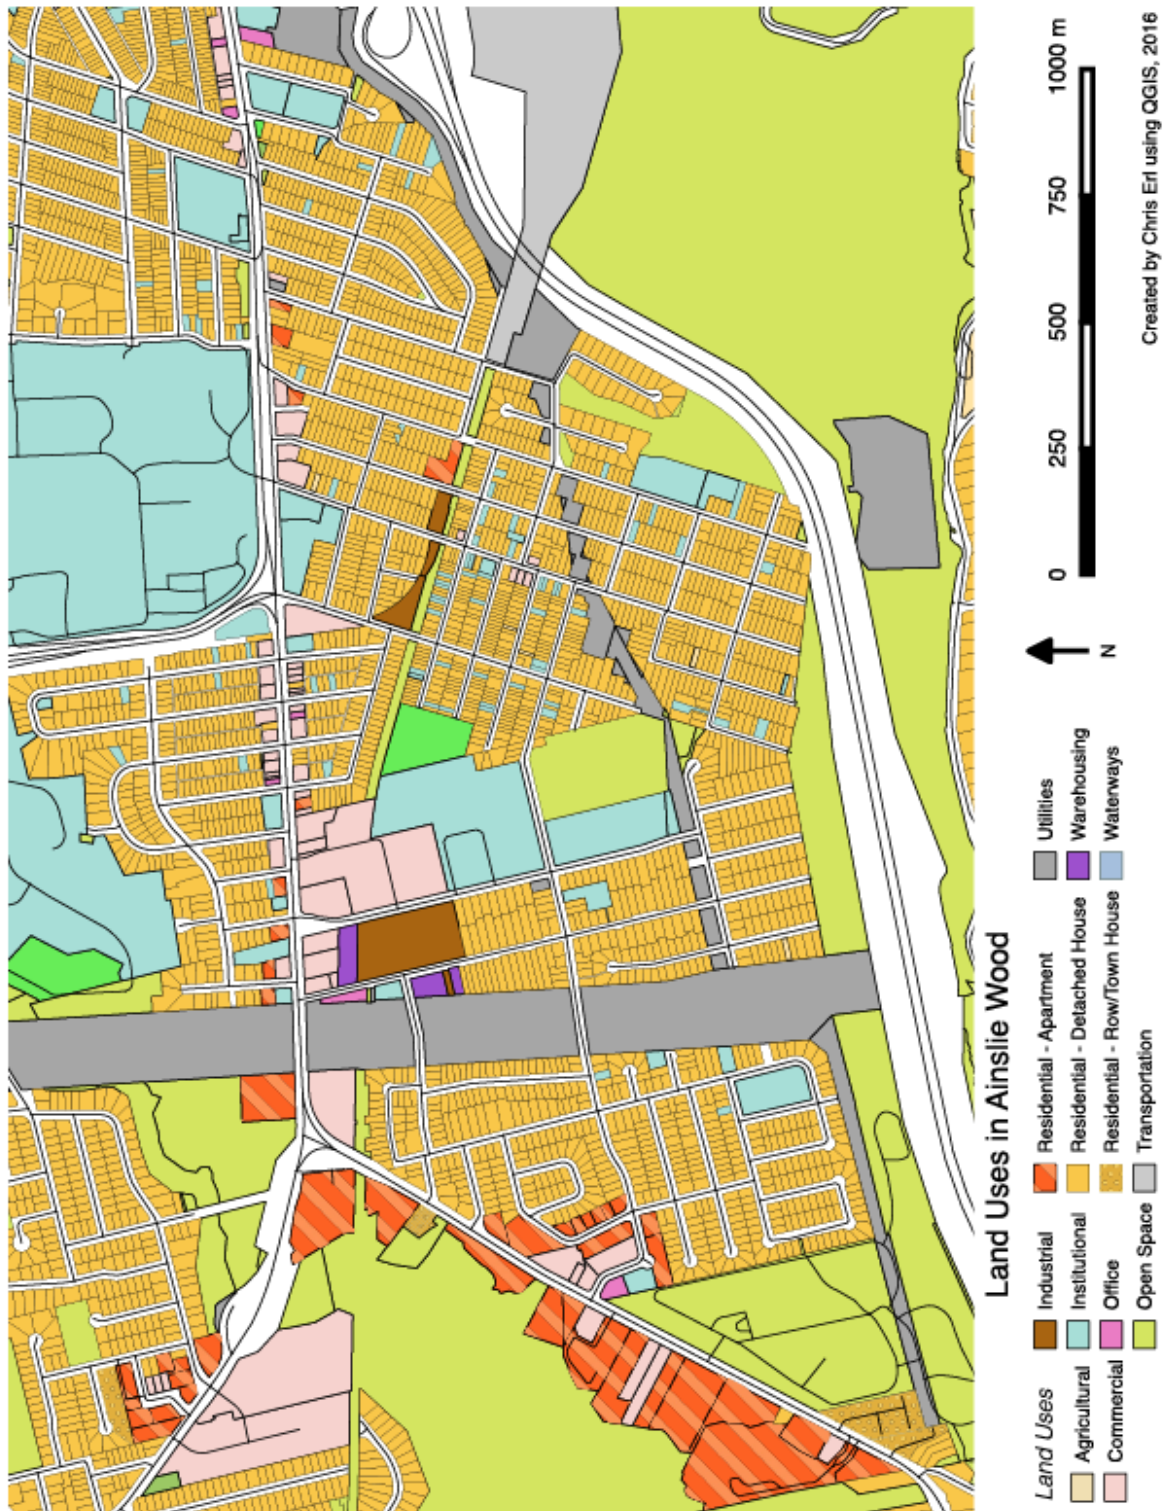 Land Uses in Ainslie Wood
Land Uses
Agricultural
Commercial
Industrial
Institutional
Office
Open Space
Residential - Apartment
Residential - Detached House
Residential - Row/Town House
Transportation
Utilities
Warehousing
Waterways
N
0 250 500 750 1000 m
Created by Chris Erl using QGIS, 2016